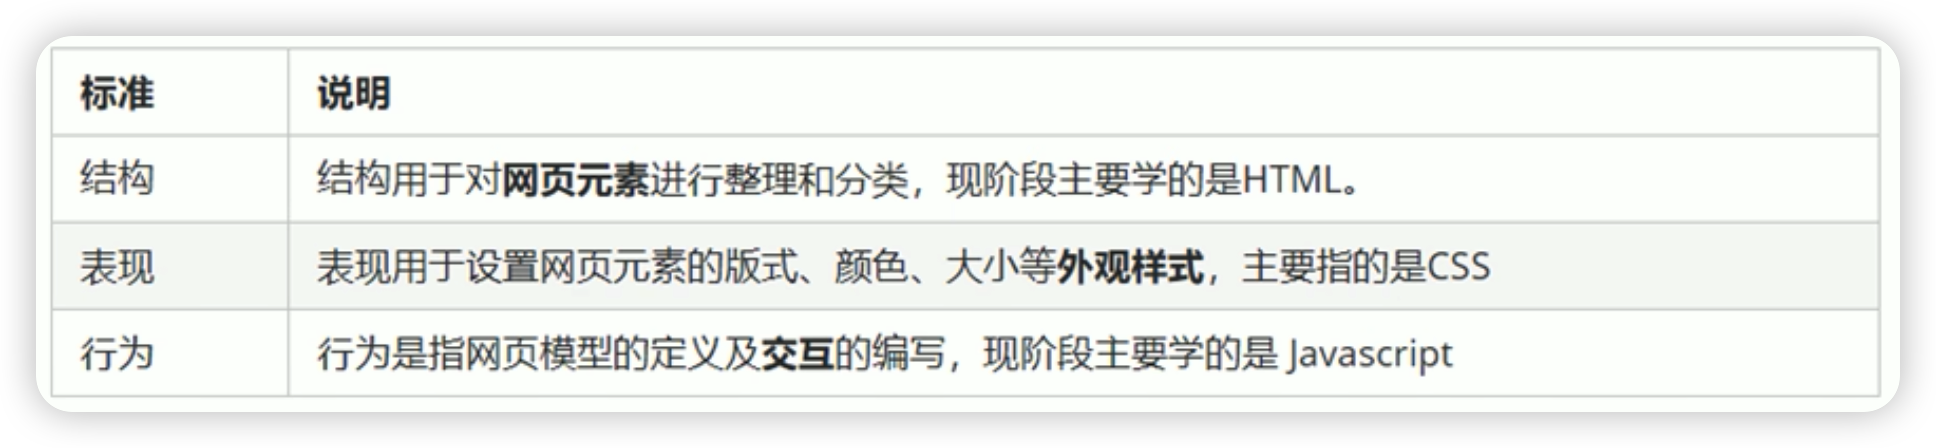 标准 说明
结构 结构用于对网页元素进行整理和分类，现阶段主要学的是HTML。
表现 表现用于设置网页元素的版式、颜色、大小等外观样式，主要指的是CSS
行为 行为是指网页模型的定义及交互的编写，现阶段主要学的是 Javascript